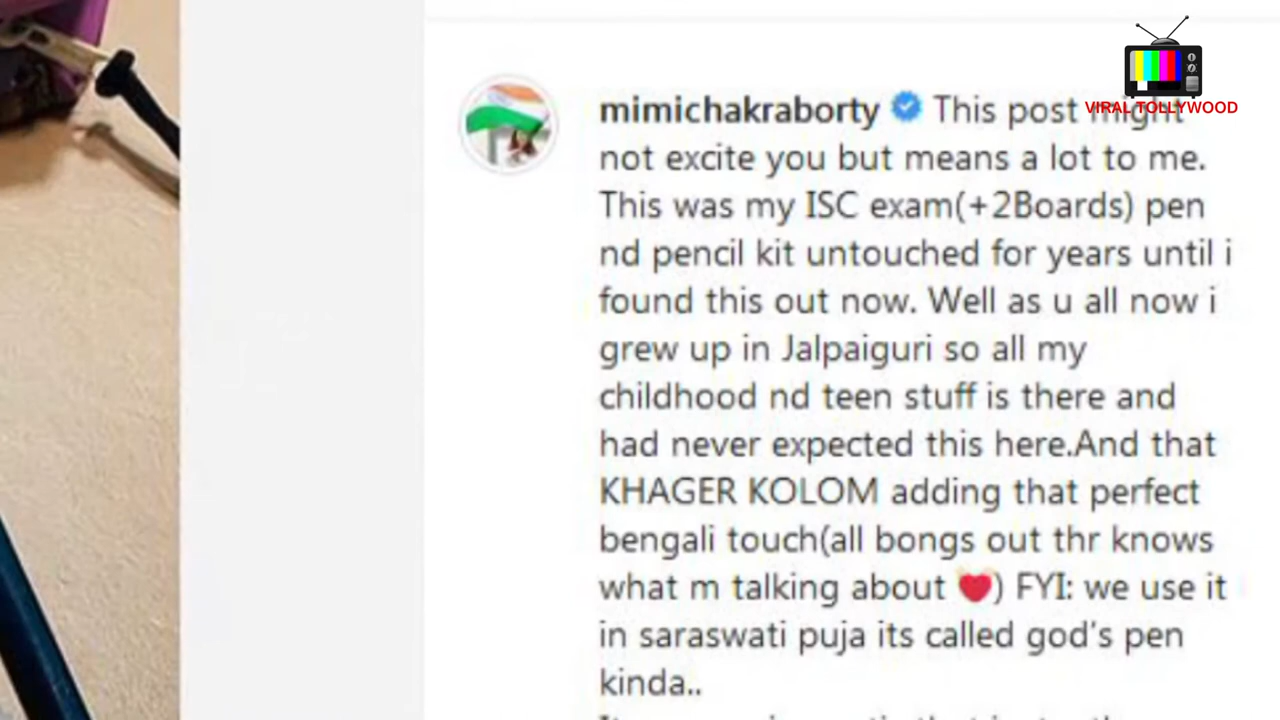 VIRAL TOLLYWOOD
mimichakraborty This post might
not excite you but means a lot to me.
This was my ISC exam(+2Boards) pen
nd pencil kit untouched for years until i
found this out now. Well as u all now i
grew up in Jalpaiguri so all my
childhood nd teen stuff is there and
had never expected this here.And that
KHAGER KOLOM adding that perfect
bengali touch(all bongs out thr knows
what m talking about ❤️) FYI: we use it
in saraswati puja its called god's pen
kinda..